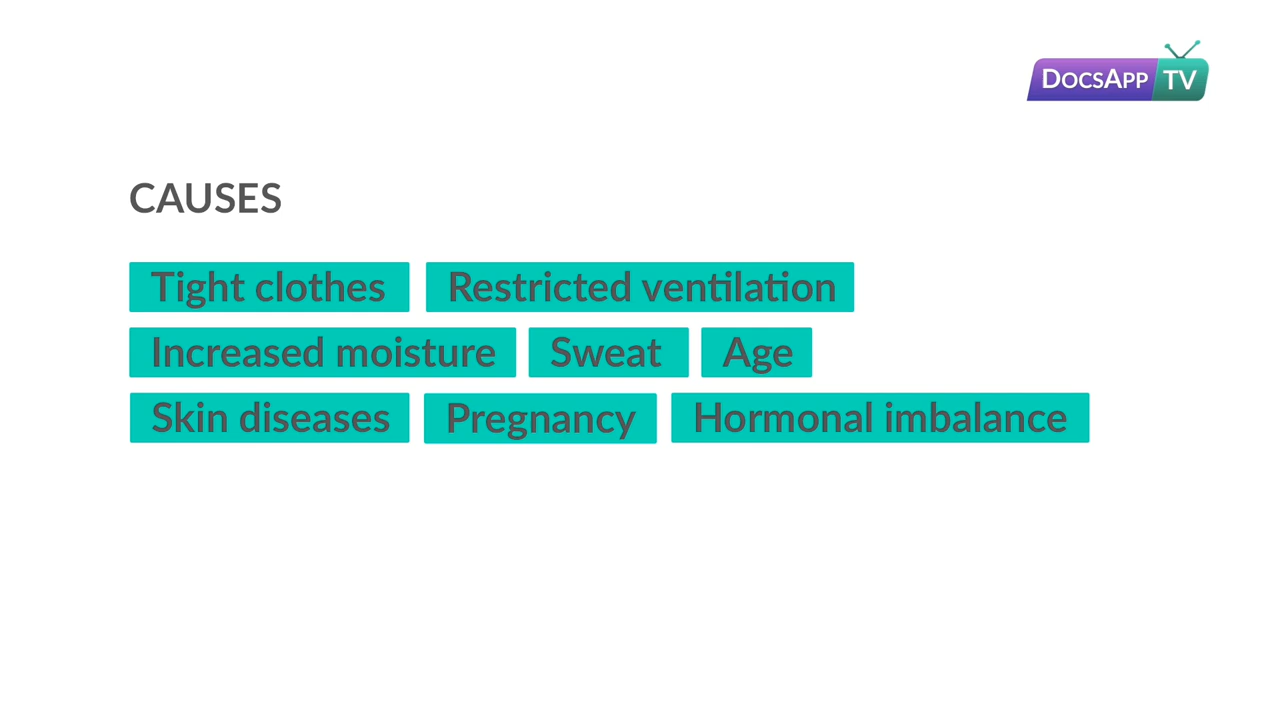 DOCSAPP TV
CAUSES
Tight clothes Restricted ventilation
Increased moisture Sweat Age
Skin diseases Pregnancy Hormonal imbalance